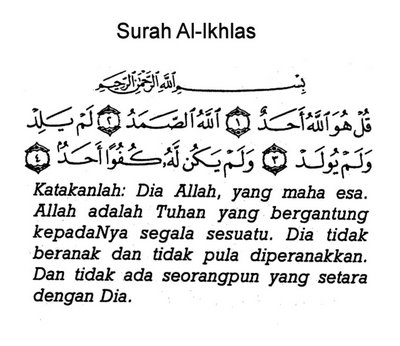 Surah Al-Ikhlas
بِسْمِ اللَّهِ الرَّحْمَٰنِ الرَّحِيمِ
قُلْ هُوَ اللَّهُ أَحَدٌ ١ اللَّهُ الصَّمَدُ ٢ لَمْ يَلِدْ
وَلَمْ يُولَدْ ٣ وَلَمْ يَكُن لَّهُ كُفُوًا أَحَدٌ ٤
Katakanlah: Dia Allah, yang maha esa.
Allah adalah Tuhan yang bergantung
kepadaNya segala sesuatu. Dia tidak
beranak dan tidak pula diperanakkan.
Dan tidak ada seorangpun yang setara
dengan Dia.